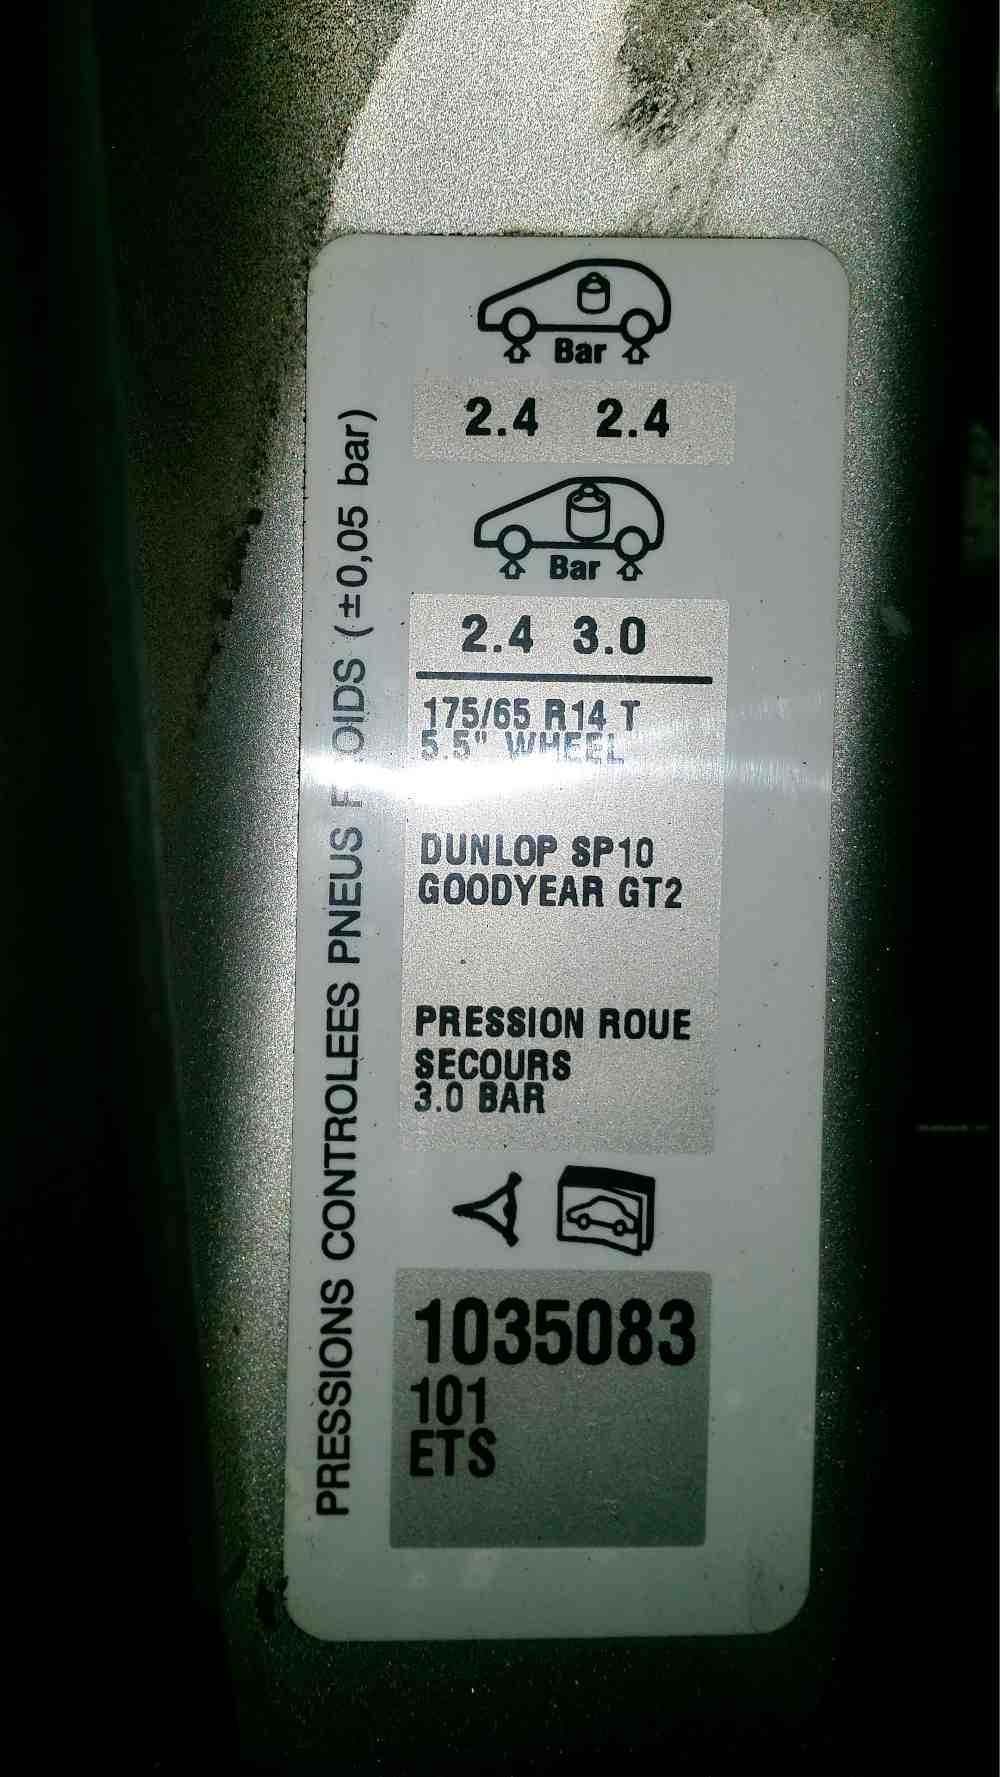 Bar
2.4 2.4
Bar
2.4 3.0
175/65 R14 T
5.5" WHEEL
DUNLOP SP10
GOODYEAR GT2
PRESSION ROUE
SECOURS
3.0 BAR
1035083
101
ETS
PRESSIONS CONTROLEES PNEUS FROIDS (±0,05 bar)